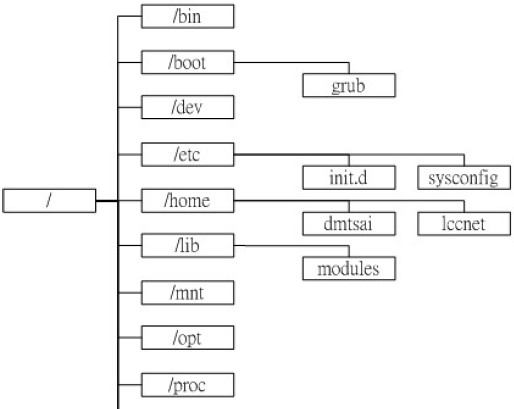 /bin
/boot
grub
/dev
/etc
init.d sysconfig
/
/home
dmtsai lccnet
/lib
modules
/mnt
/opt
/proc